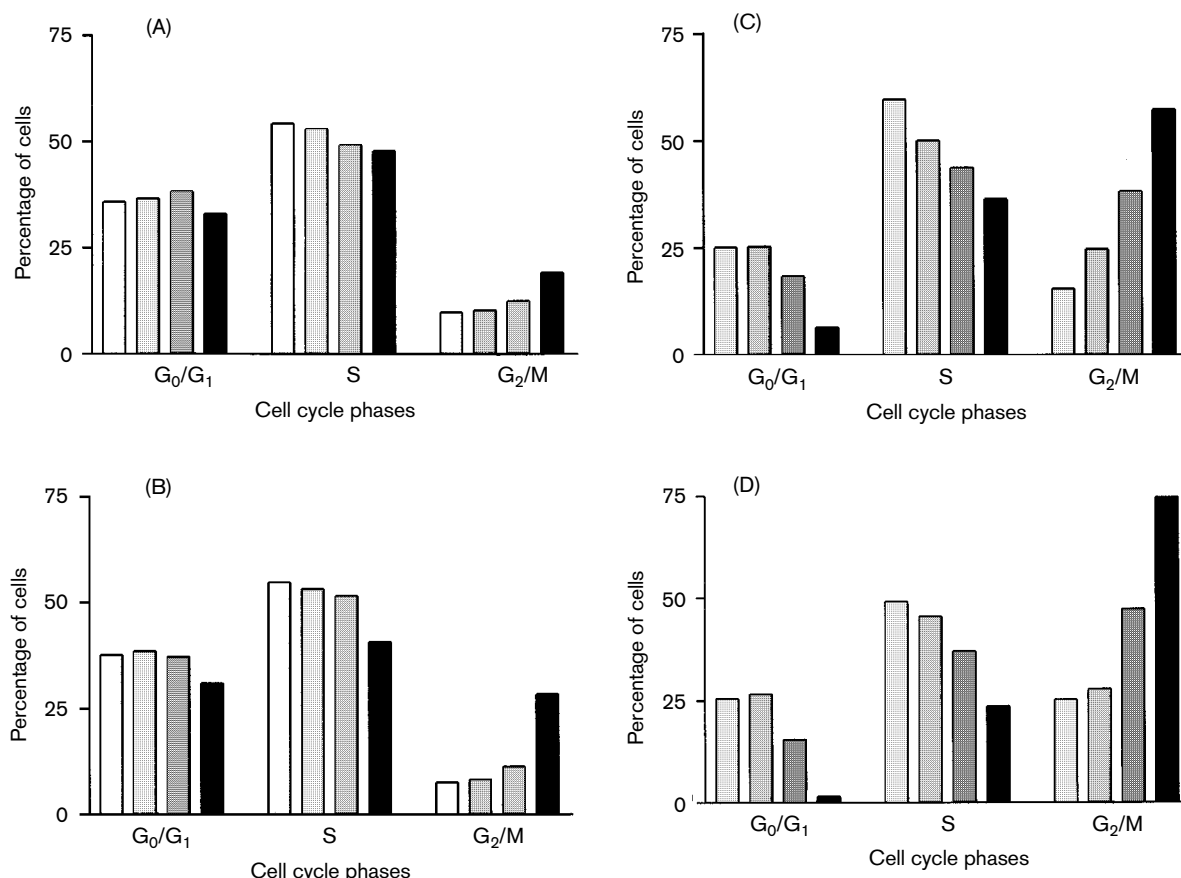 (A)
75
50
25
0
Percentage of cells
G₀/G₁ S G₂/M
Cell cycle phases
(C)
75
50
25
0
Percentage of cells
G₀/G₁ S G₂/M
Cell cycle phases
(B)
75
50
25
0
Percentage of cells
G₀/G₁ S G₂/M
Cell cycle phases
(D)
75
50
25
0
Percentage of cells
G₀/G₁ S G₂/M
Cell cycle phases